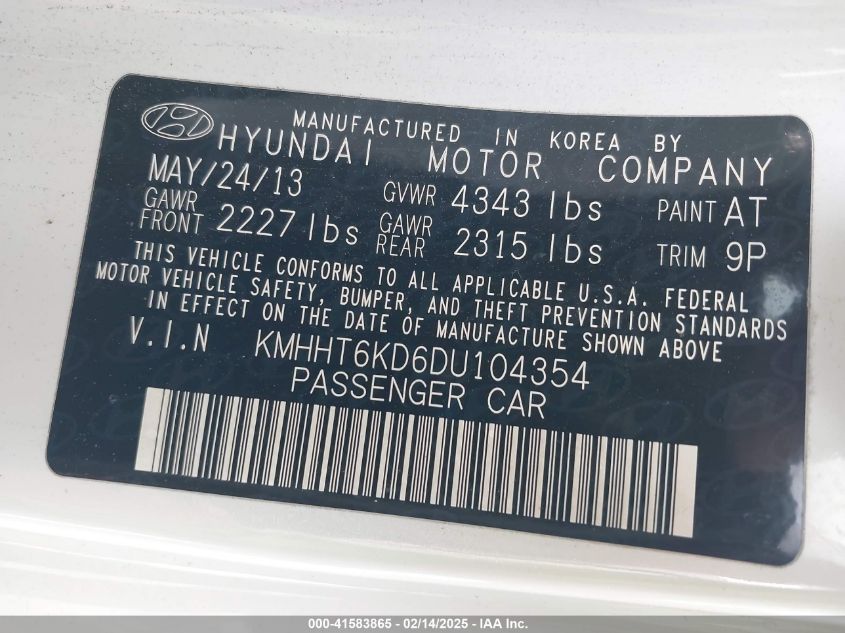 MANUFACTURED IN KOREA BY
HYUNDAI MOTOR COMPANY
MAY/24/13 GVWR 4343 lbs PAINT AT
GAWR FRONT 2227 lbs GAWR REAR 2315 lbs TRIM 9P
THIS VEHICLE CONFORMS TO ALL APPLICABLE U.S.A. FEDERAL
MOTOR VEHICLE SAFETY, BUMPER, AND THEFT PREVENTION STANDARDS
IN EFFECT ON THE DATE OF MANUFACTURE SHOWN ABOVE
V.I.N KMHHT6KD6DU104354
PASSENGER CAR
000-41583865 - 02/14/2025 - IAA Inc.